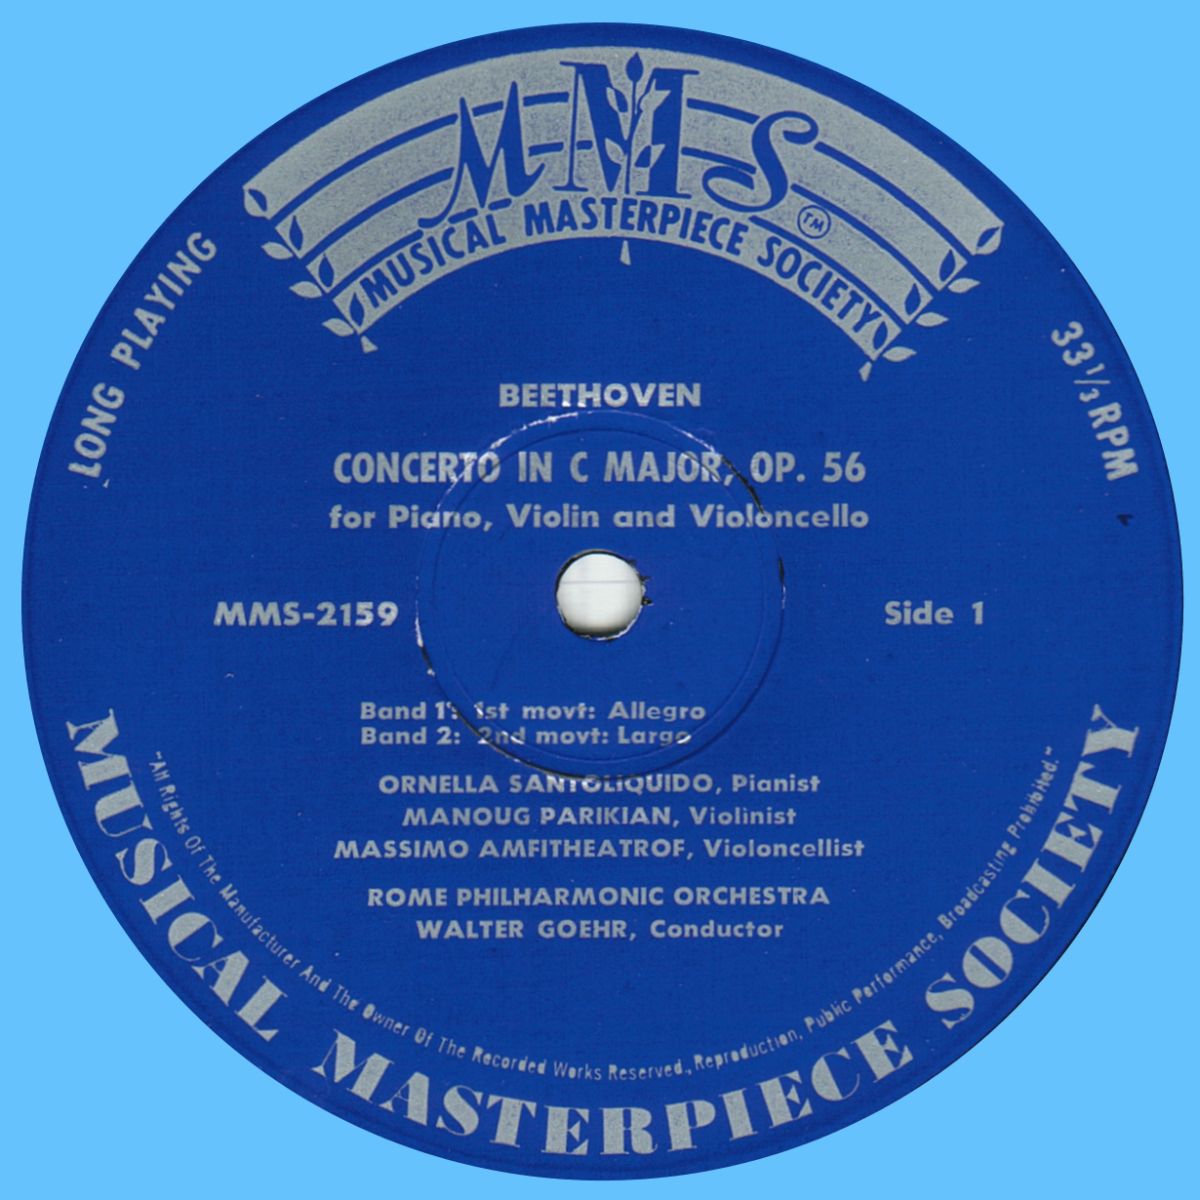 MMS
TM
MUSICAL MASTERPIECE SOCIETY
LONG PLAYING
33 1/3 RPM
BEETHOVEN
CONCERTO IN C MAJOR, OP. 56
for Piano, Violin and Violoncello
MMS-2159
Side 1
Band 1: 1st movt: Allegro
Band 2: 2nd movt: Largo
ORNELLA SANTOLIQUIDO, Pianist
MANOUG PARIKIAN, Violinist
MASSIMO AMFITHEATROF, Violoncellist
ROME PHILHARMONIC ORCHESTRA
WALTER GOEHR, Conductor
"All Rights Of The Manufacturer And The Owner Of The Recorded Works Reserved., Reproduction, Public Performance, Broadcasting Prohibited."
MUSICAL MASTERPIECE SOCIETY